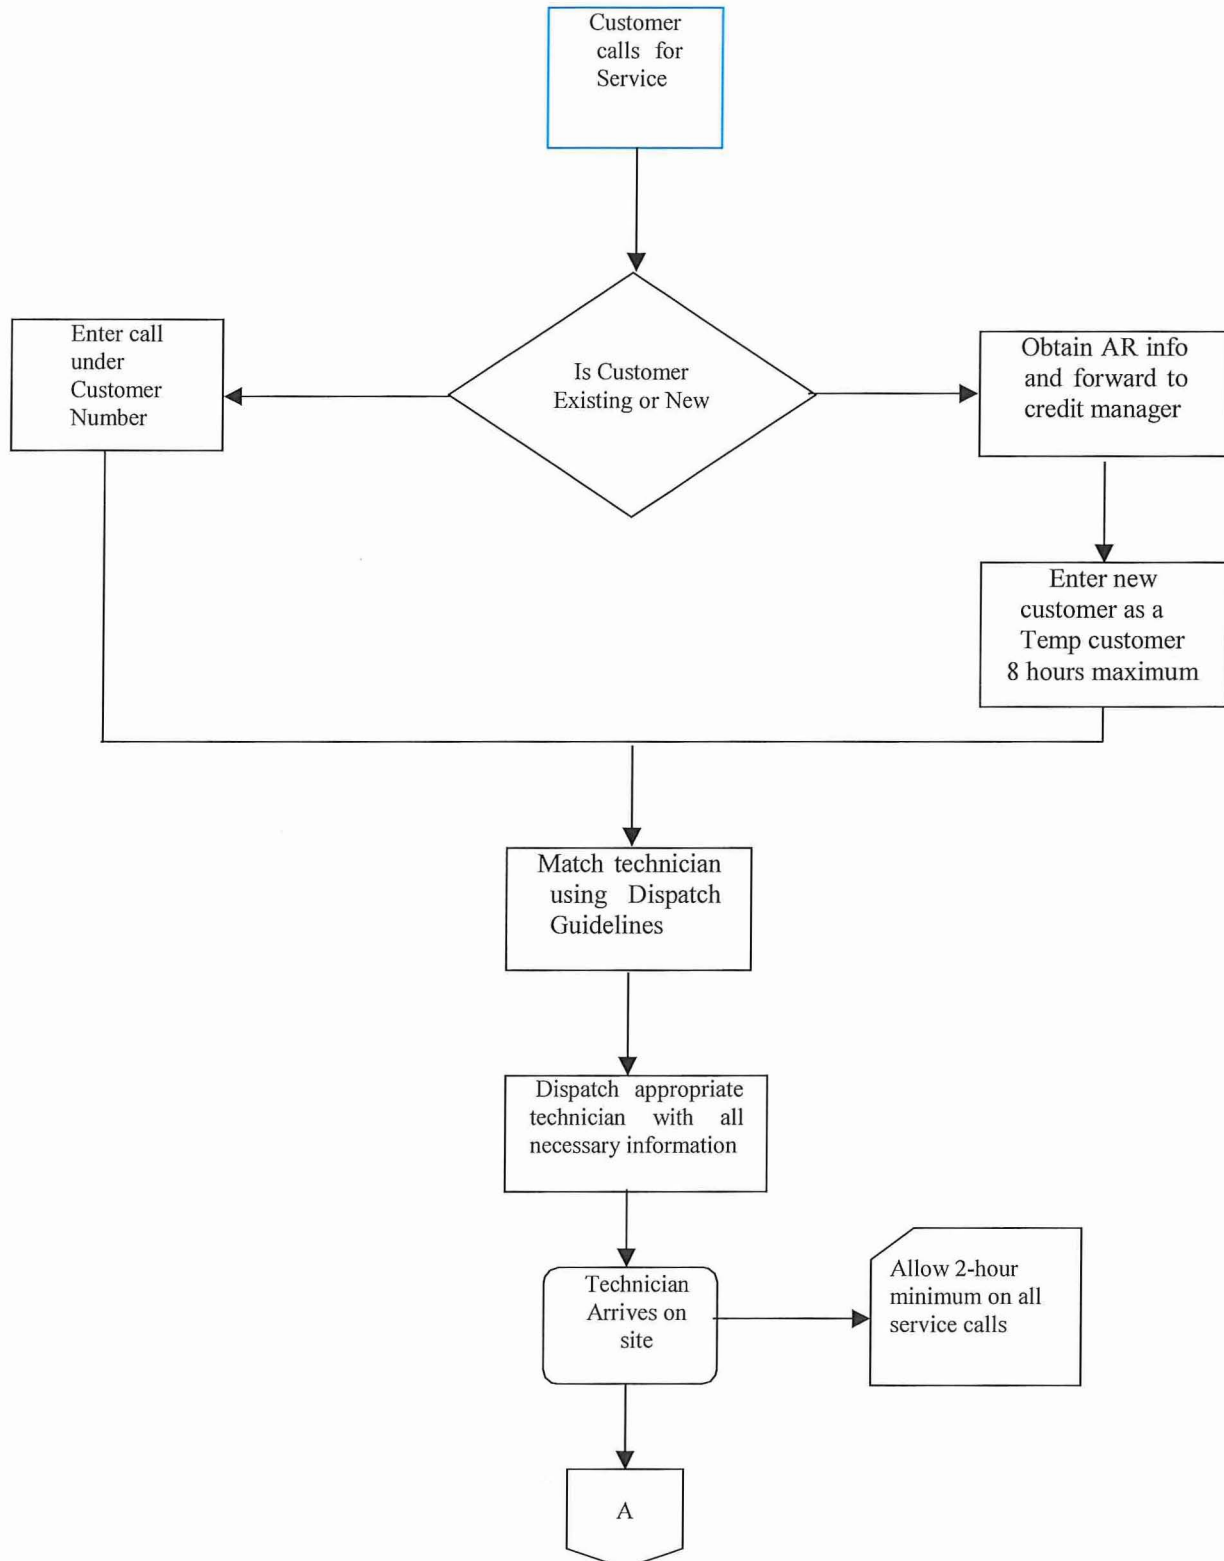 Customer
calls for
Service
Is Customer
Existing or New
Enter call
under
Customer
Number
Obtain AR info
and forward to
credit manager
Enter new
customer as a
Temp customer
8 hours maximum
Match technician
using Dispatch
Guidelines
Dispatch appropriate
technician with all
necessary information
Technician
Arrives on
site
Allow 2-hour
minimum on all
service calls
A